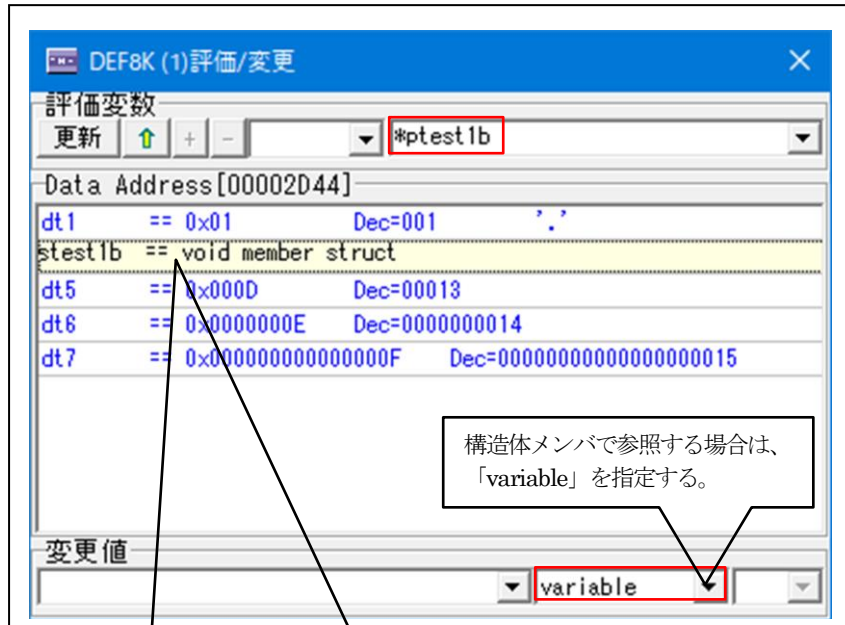 DEF8K (1)評価/変更
評価変数
更新 + - *ptest1b
Data Address[00002D44]
dt1 == 0x01 Dec=001 '.'
stest1b == void member struct
dt5 == 0x000D Dec=00013
dt6 == 0x0000000E Dec=0000000014
dt7 == 0x000000000000000F Dec=00000000000000000015
構造体メンバで参照する場合は、
「variable」を指定する。
変更値
variable